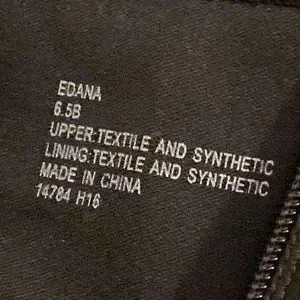 EDANA
6.5B
UPPER:TEXTILE AND SYNTHETIC
LINING:TEXTILE AND SYNTHETIC
MADE IN CHINA
14784 H16